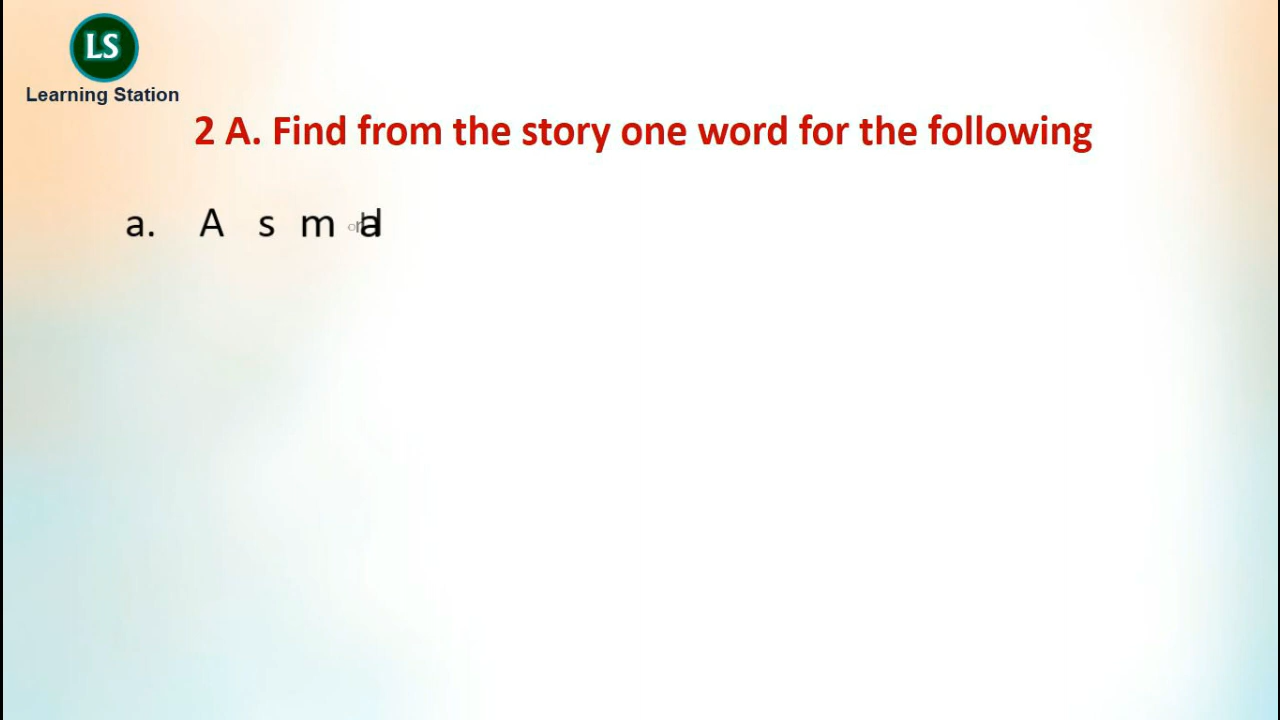 LS
Learning Station
2 A. Find from the story one word for the following
a. A s m